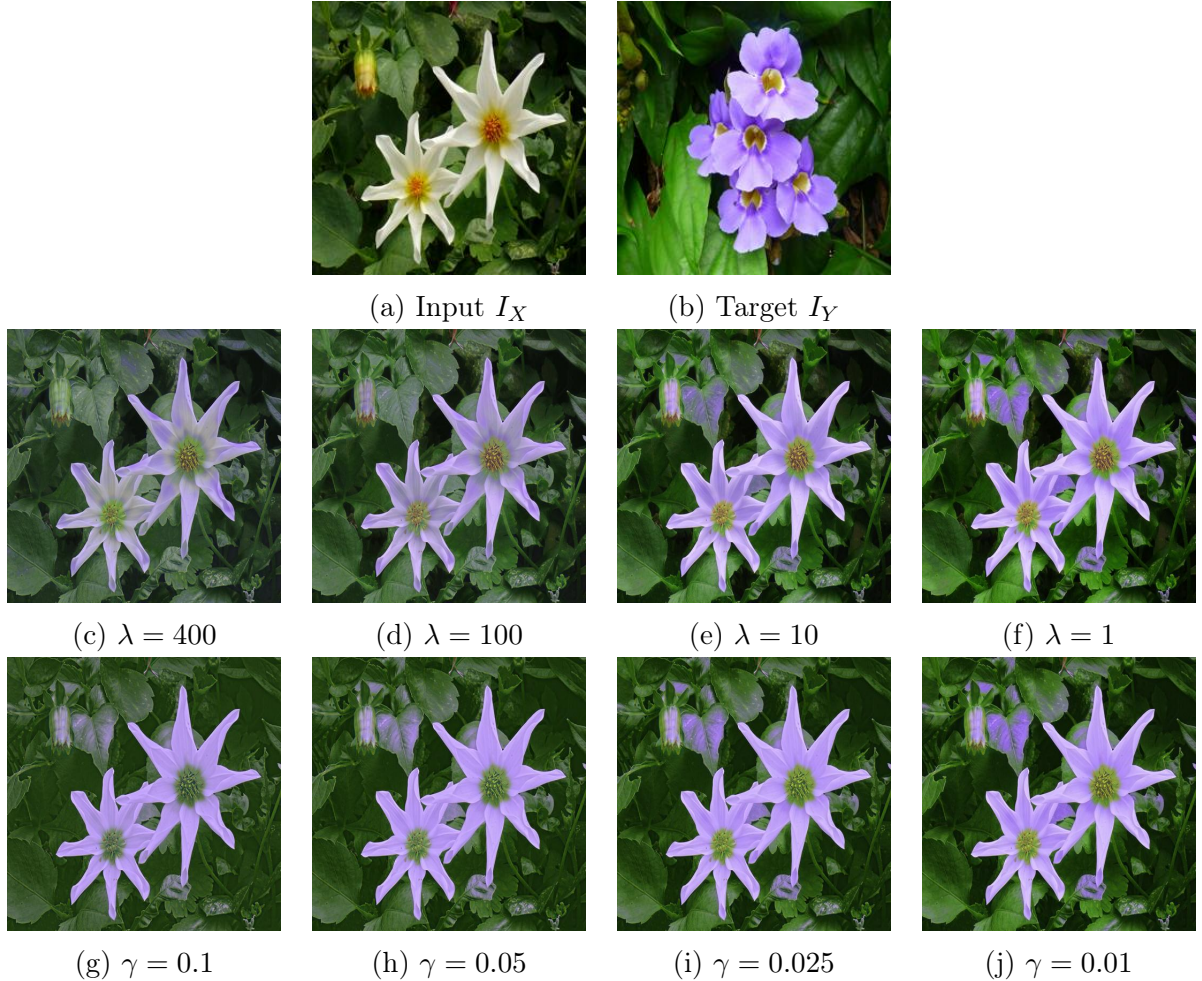 (a) Input I_X
(b) Target I_Y
(c) λ = 400
(d) λ = 100
(e) λ = 10
(f) λ = 1
(g) γ = 0.1
(h) γ = 0.05
(i) γ = 0.025
(j) γ = 0.01